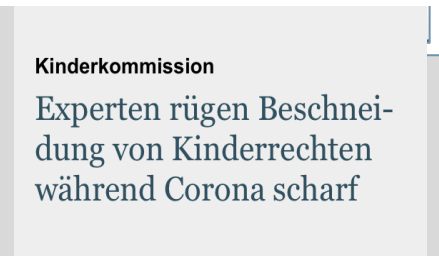 Kinderkommission
Experten rügen Beschnei-
dung von Kinderrechten
während Corona scharf